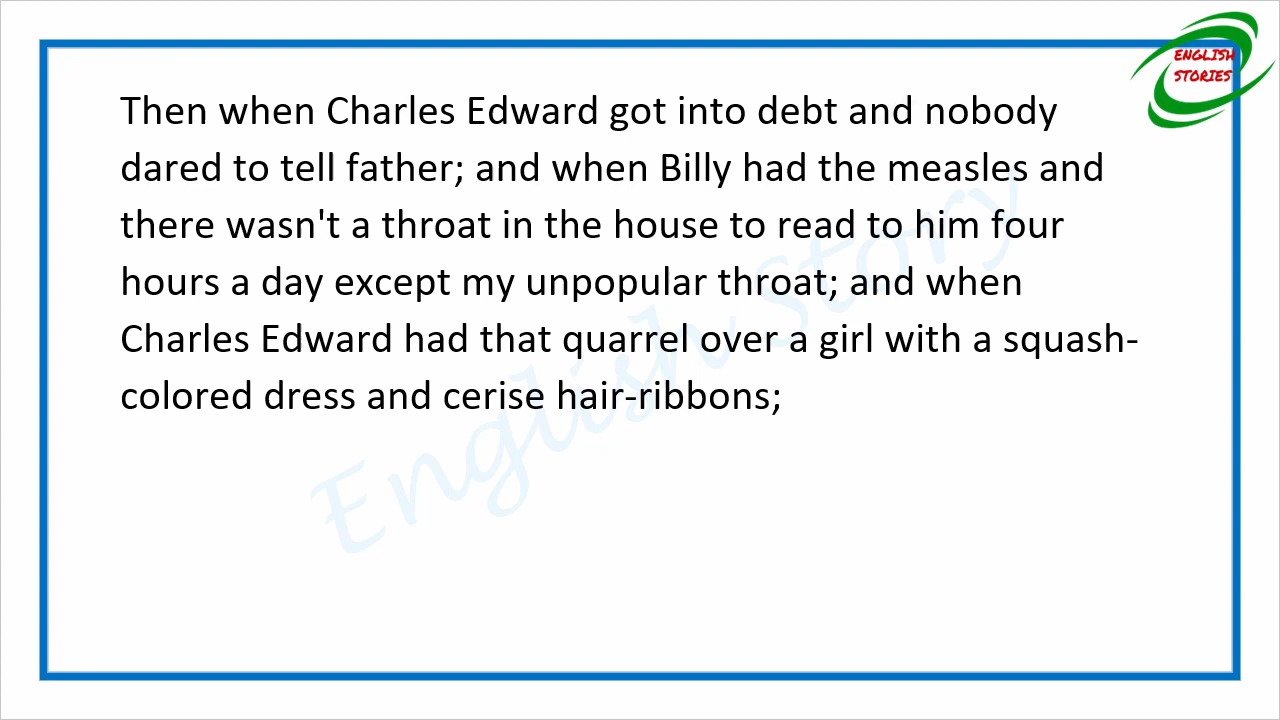 ENGLISH
STORIES
Then when Charles Edward got into debt and nobody
dared to tell father; and when Billy had the measles and
there wasn't a throat in the house to read to him four
hours a day except my unpopular throat; and when
Charles Edward had that quarrel over a girl with a squash-
colored dress and cerise hair-ribbons;
English Story